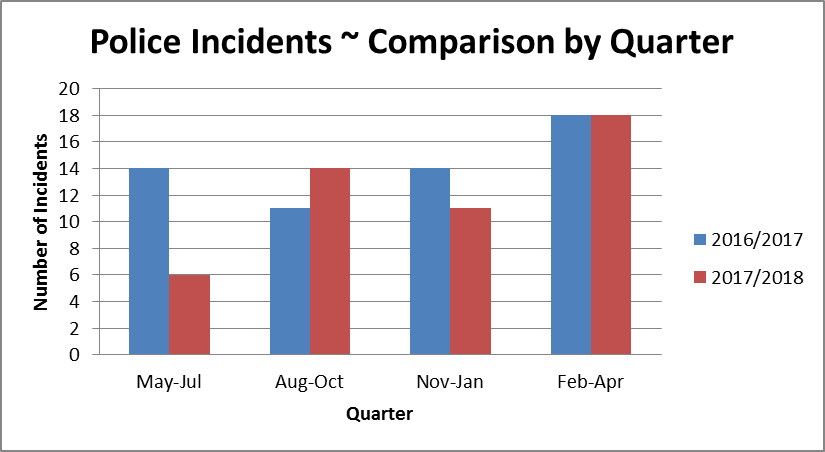 Police Incidents ~ Comparison by Quarter
20
18
16
14
12
10
8
6
4
2
0
Number of Incidents
May-Jul
Aug-Oct
Nov-Jan
Feb-Apr
Quarter
2016/2017
2017/2018